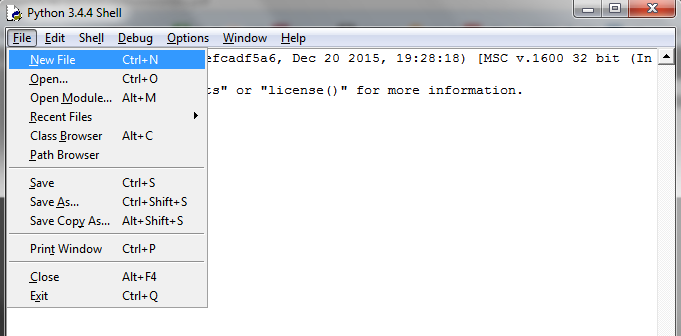 Python 3.4.4 Shell
File Edit Shell Debug Options Window Help
efcadf5a6, Dec 20 2015, 19:28:18) [MSC v.1600 32 bit (In
ts" or "license()" for more information.
New File Ctrl+N
Open... Ctrl+O
Open Module... Alt+M
Recent Files
Class Browser Alt+C
Path Browser
Save Ctrl+S
Save As... Ctrl+Shift+S
Save Copy As... Alt+Shift+S
Print Window Ctrl+P
Close Alt+F4
Exit Ctrl+Q